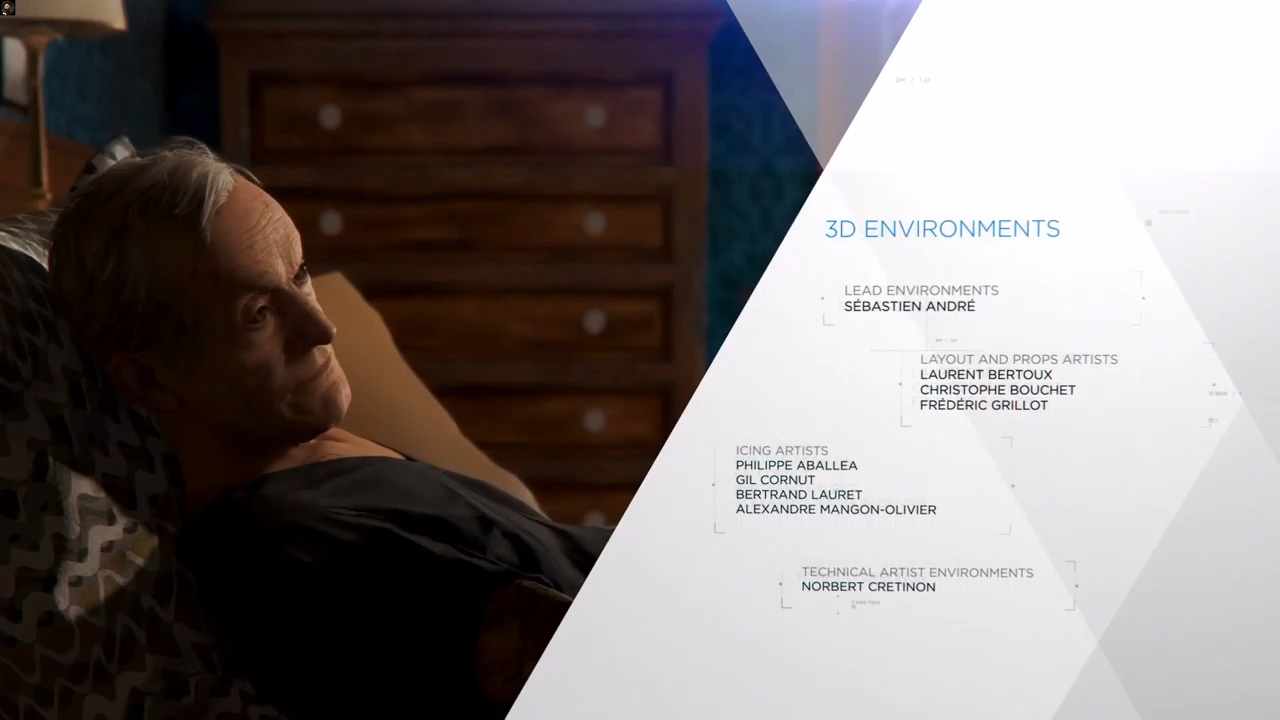 3D ENVIRONMENTS
LEAD ENVIRONMENTS
SÉBASTIEN ANDRÉ
LAYOUT AND PROPS ARTISTS
LAURENT BERTOUX
CHRISTOPHE BOUCHET
FRÉDÉRIC GRILLOT
ICING ARTISTS
PHILIPPE ABALLEA
GIL CORNUT
BERTRAND LAURET
ALEXANDRE MANGON-OLIVIER
TECHNICAL ARTIST ENVIRONMENTS
NORBERT CRETINON